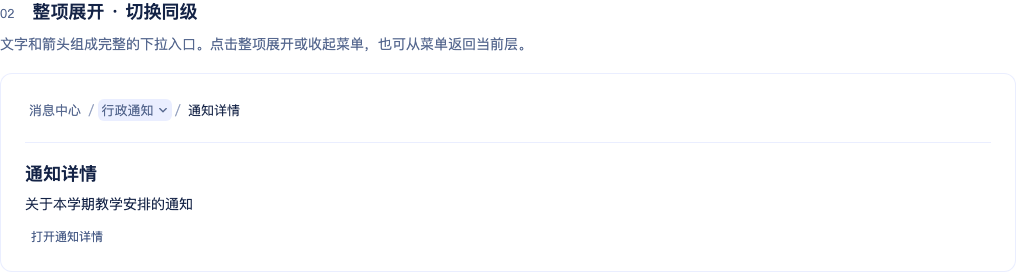 02 整项展开 · 切换同级
文字和箭头组成完整的下拉入口。点击整项展开或收起菜单，也可从菜单返回当前层。
消息中心 / 行政通知 / 通知详情
通知详情
关于本学期教学安排的通知
打开通知详情